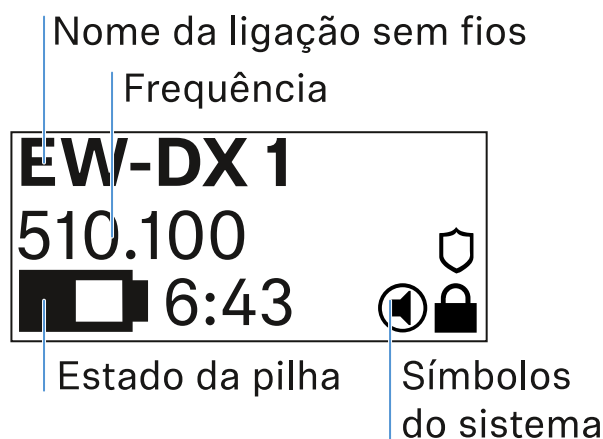 Nome da ligação sem fios
Frequência
EW-DX 1
510.100
6:43
Estado da pilha
Símbolos
do sistema